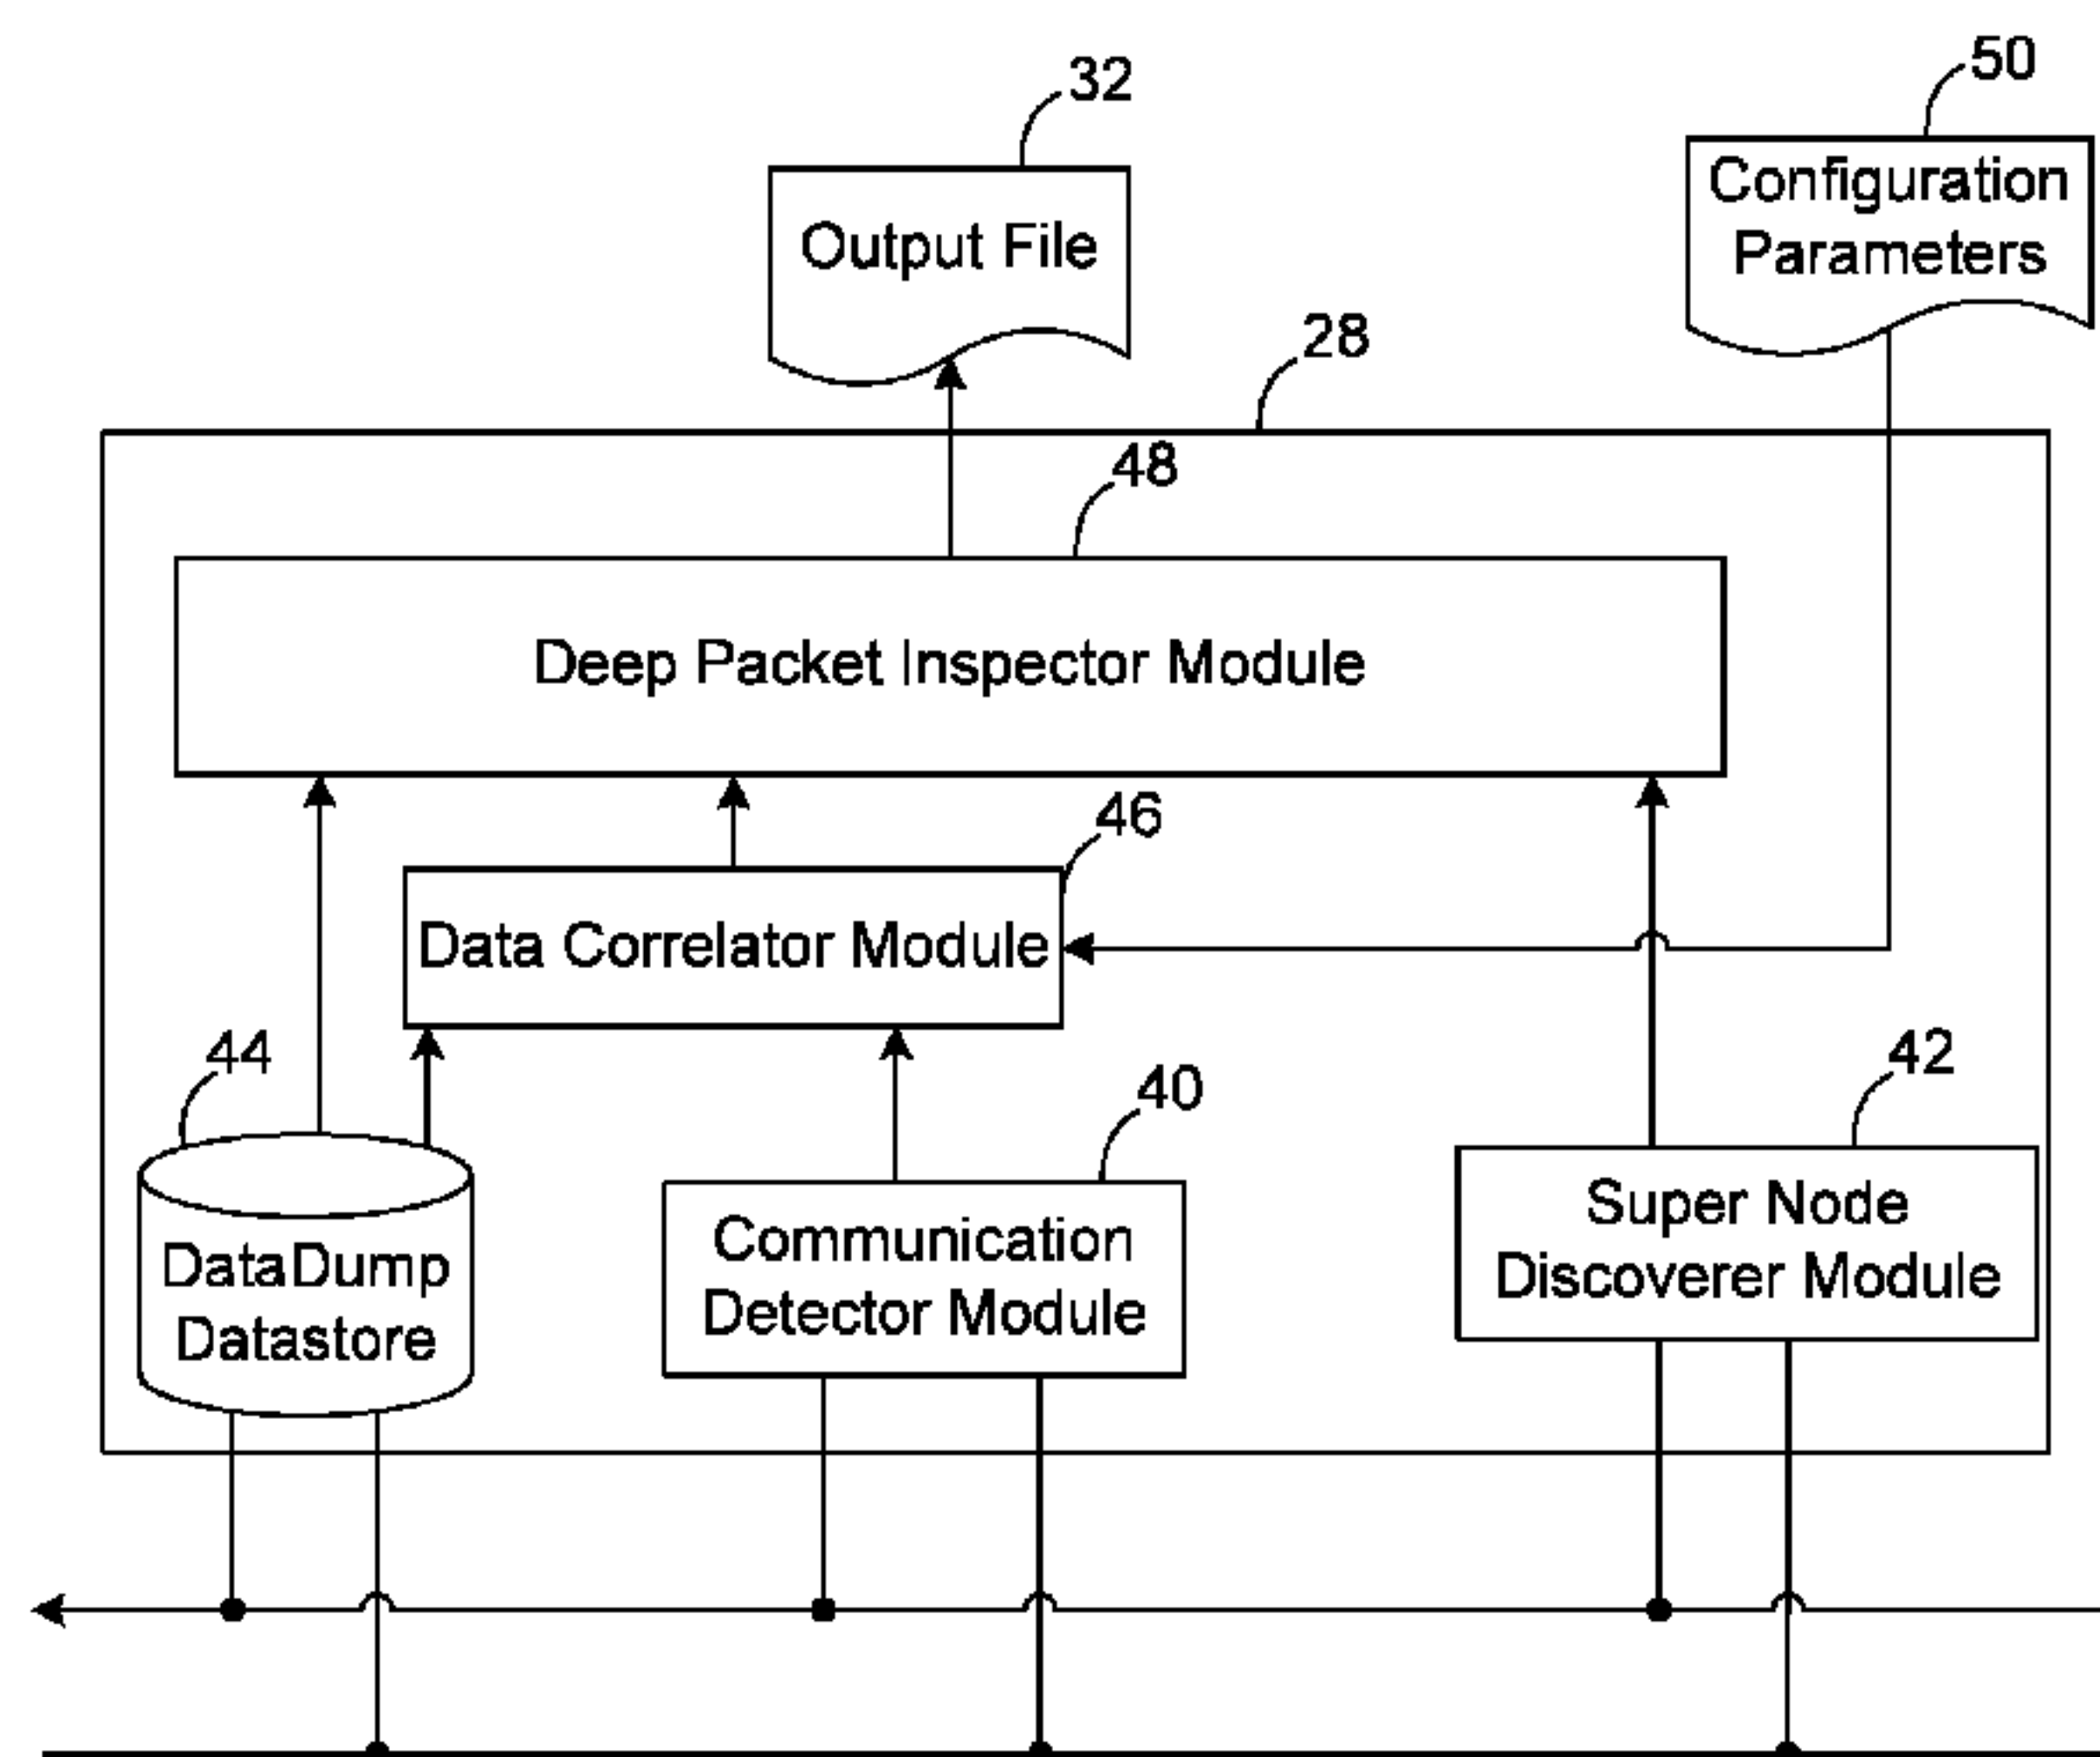 50
32
Configuration
Parameters
Output File
28
48
Deep Packet Inspector Module
46
Data Correlator Module
44
42
40
Super Node
Discoverer Module
Communication
Detector Module
DataDump
Datastore